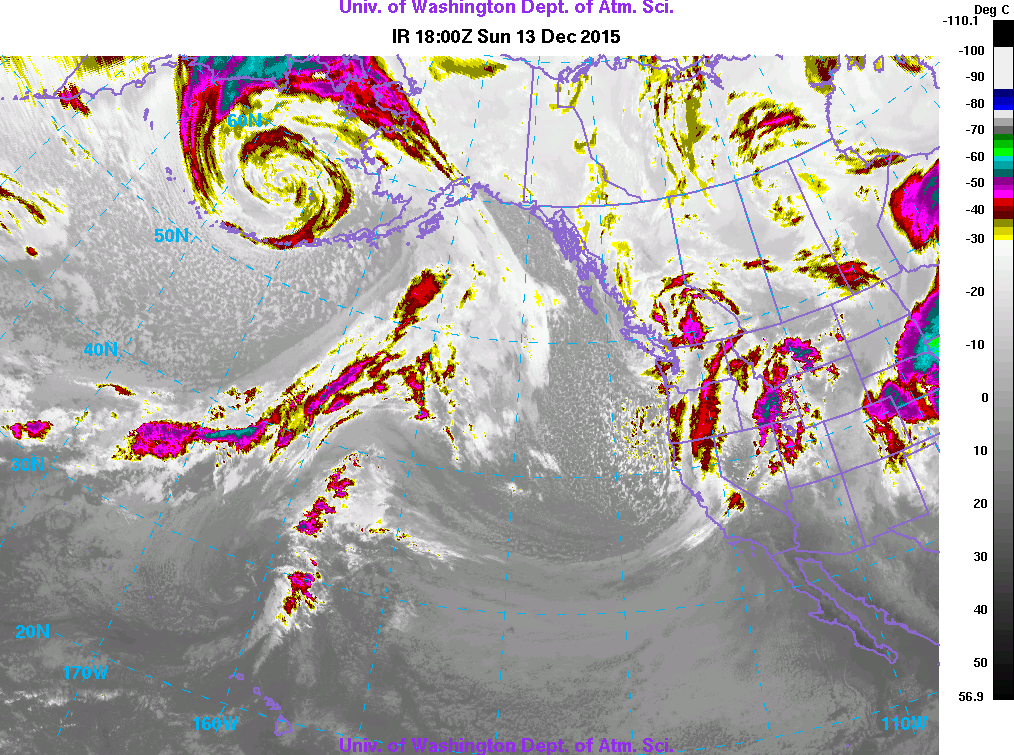 Univ. of Washington Dept. of Atm. Sci.
IR 18:00Z Sun 13 Dec 2015
Deg C
-110.1
-100
-90
-80
-70
-60
-50
-40
-30
-20
-10
0
10
20
30
40
50
56.9
60N
50N
40N
30N
20N
170W
160W
110W
Univ. of Washington Dept. of Atm. Sci.